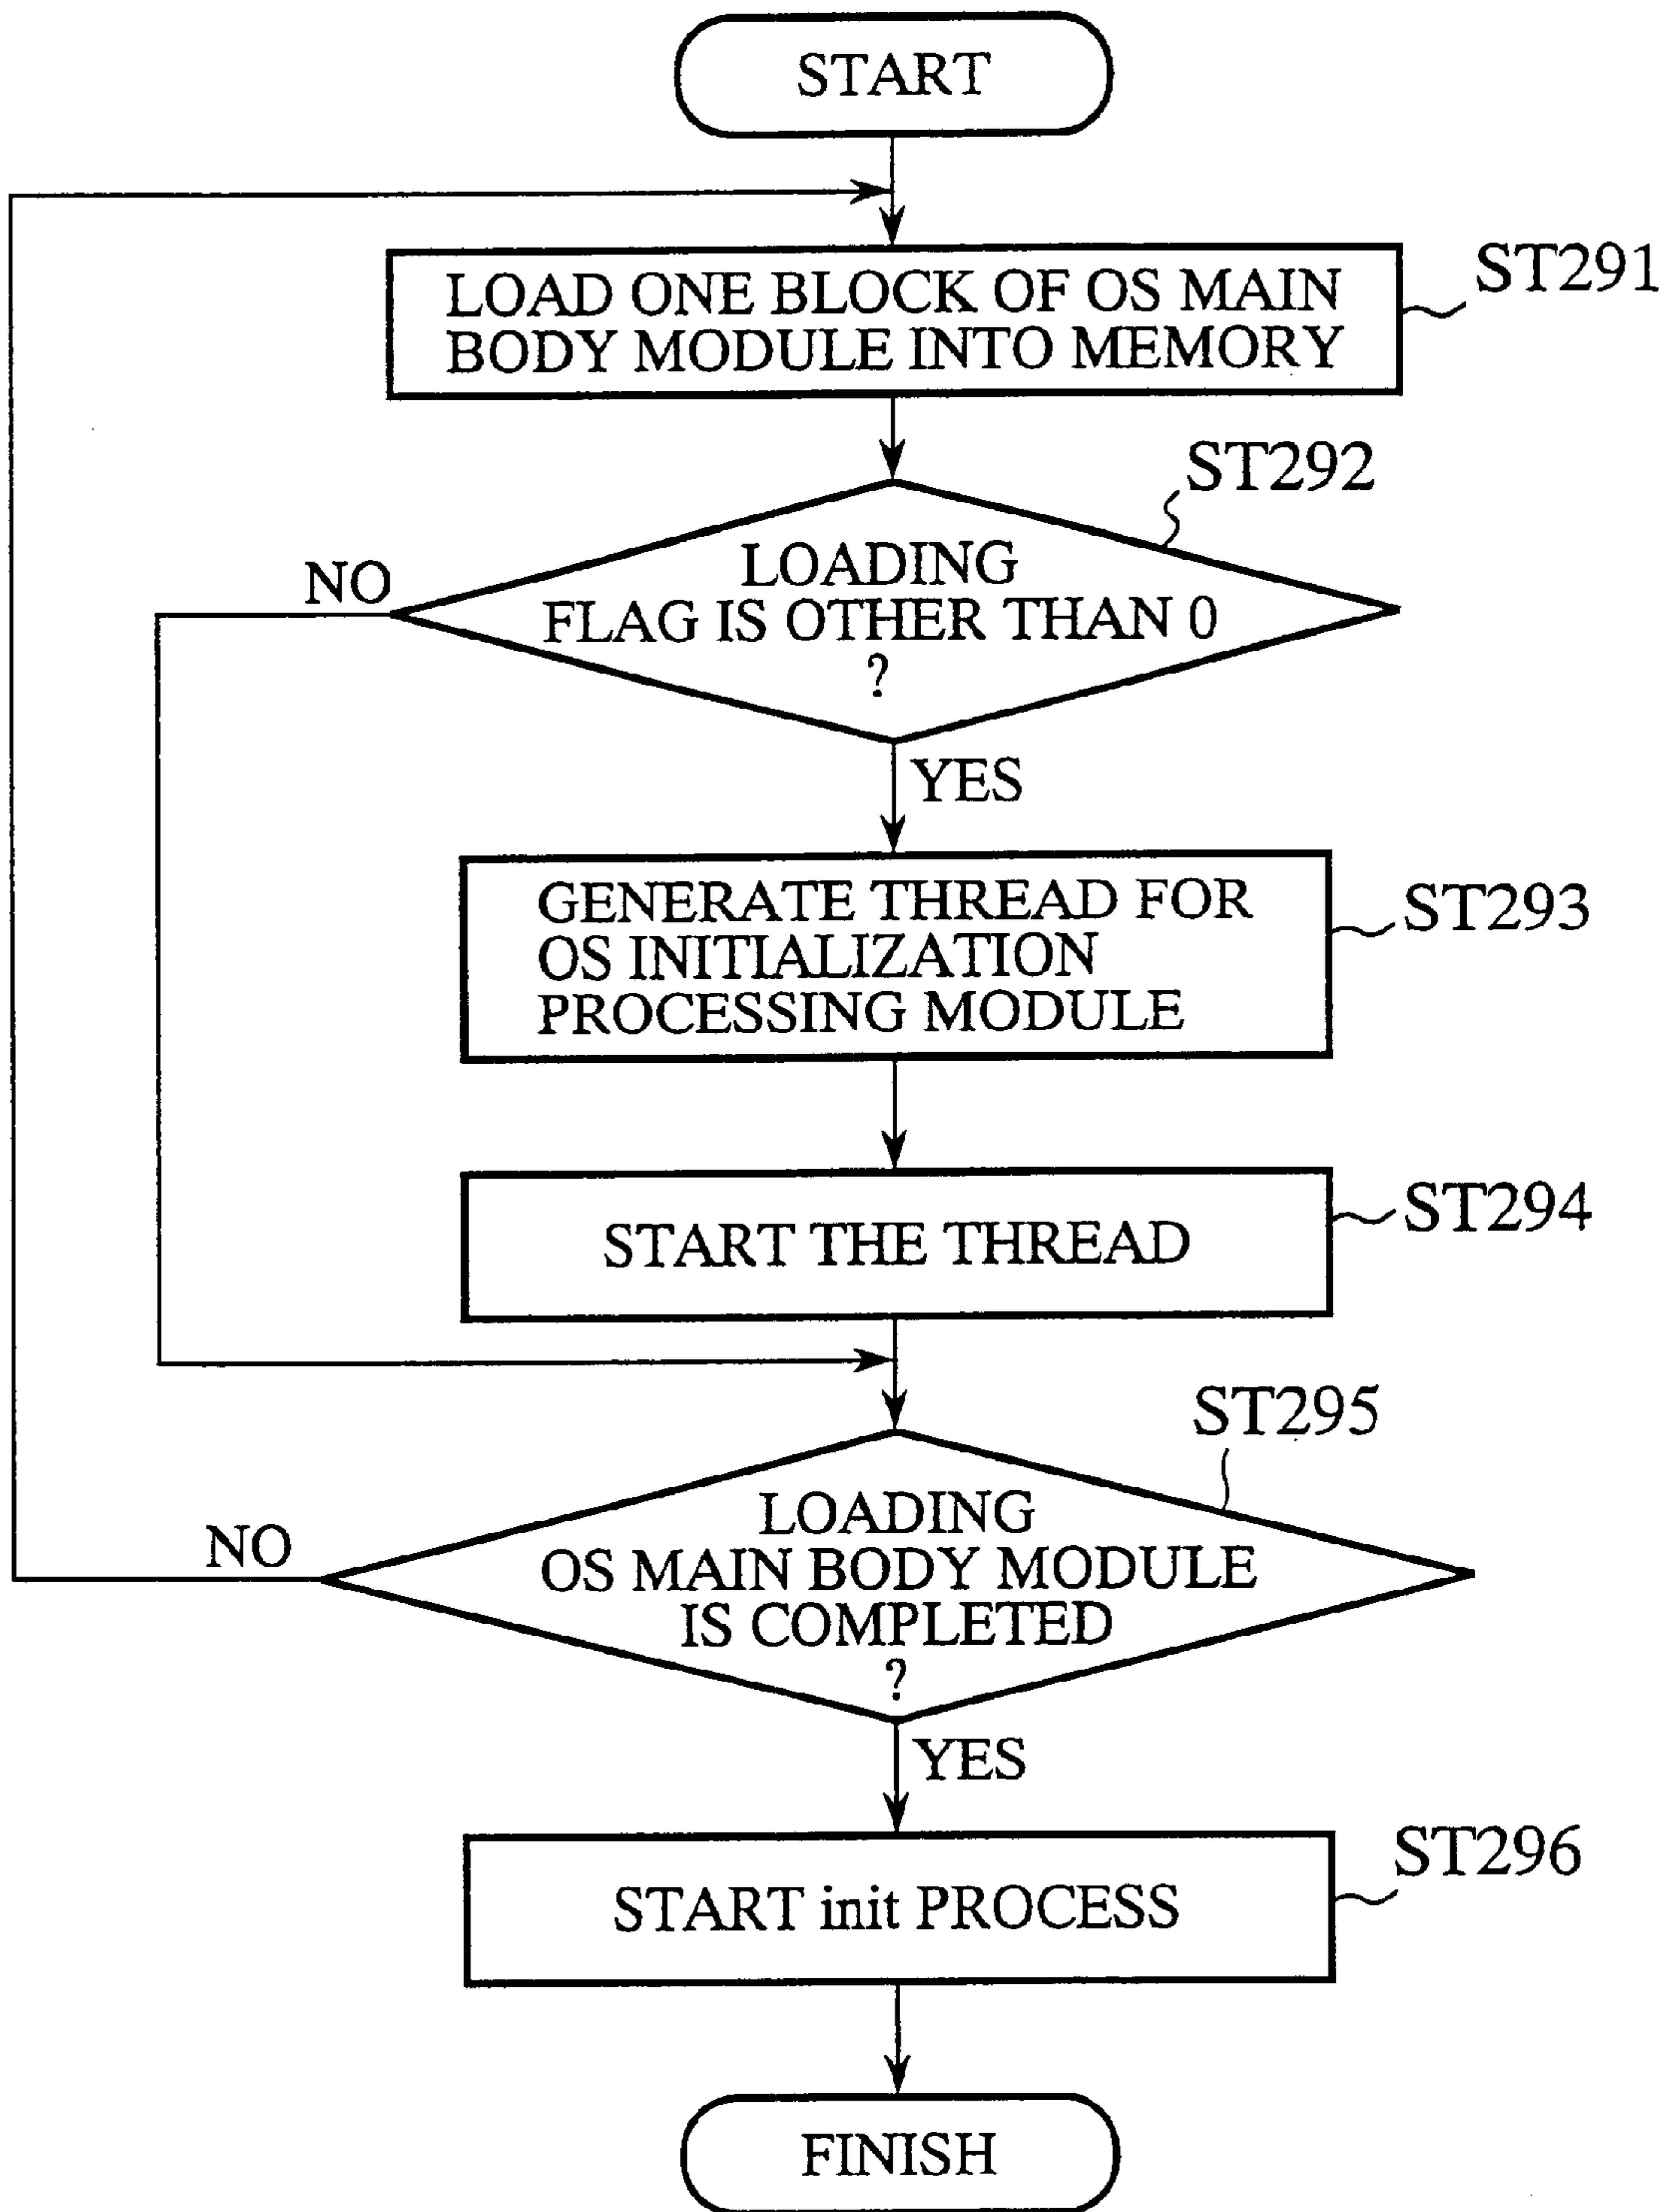 START
LOAD ONE BLOCK OF OS MAIN
BODY MODULE INTO MEMORY
ST291
ST292
LOADING
FLAG IS OTHER THAN 0
?
NO
YES
GENERATE THREAD FOR
OS INITIALIZATION
PROCESSING MODULE
ST293
START THE THREAD
ST294
ST295
LOADING
OS MAIN BODY MODULE
IS COMPLETED
?
NO
YES
START init PROCESS
ST296
FINISH